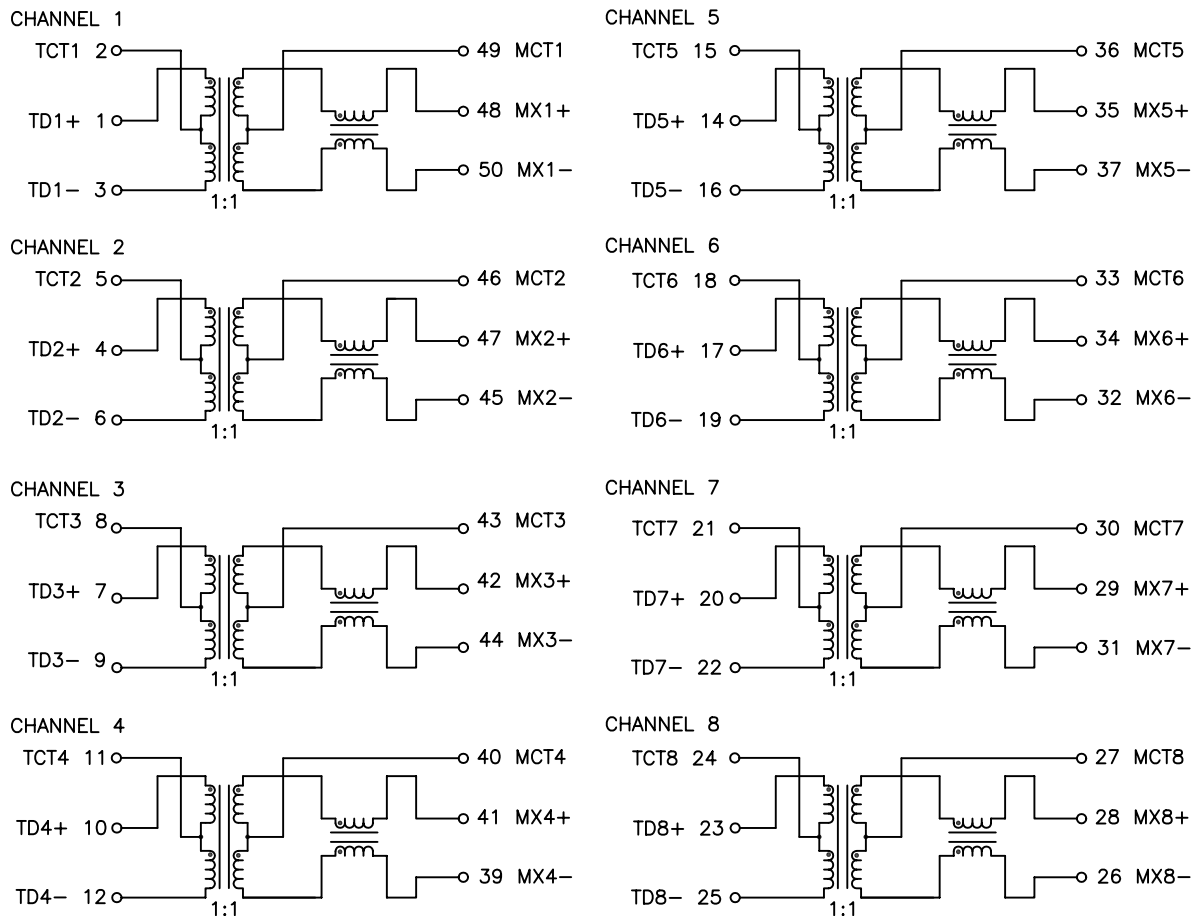 CHANNEL 1
TCT1 2
49 MCT1
TD1+ 1
48 MX1+
50 MX1-
TD1- 3
1:1
CHANNEL 2
TCT2 5
46 MCT2
TD2+ 4
47 MX2+
45 MX2-
TD2- 6
1:1
CHANNEL 3
TCT3 8
43 MCT3
TD3+ 7
42 MX3+
44 MX3-
TD3- 9
1:1
CHANNEL 4
TCT4 11
40 MCT4
TD4+ 10
41 MX4+
39 MX4-
TD4- 12
1:1
CHANNEL 5
TCT5 15
36 MCT5
TD5+ 14
35 MX5+
37 MX5-
TD5- 16
1:1
CHANNEL 6
TCT6 18
33 MCT6
TD6+ 17
34 MX6+
32 MX6-
TD6- 19
1:1
CHANNEL 7
TCT7 21
30 MCT7
TD7+ 20
29 MX7+
31 MX7-
TD7- 22
1:1
CHANNEL 8
TCT8 24
27 MCT8
TD8+ 23
28 MX8+
26 MX8-
TD8- 25
1:1